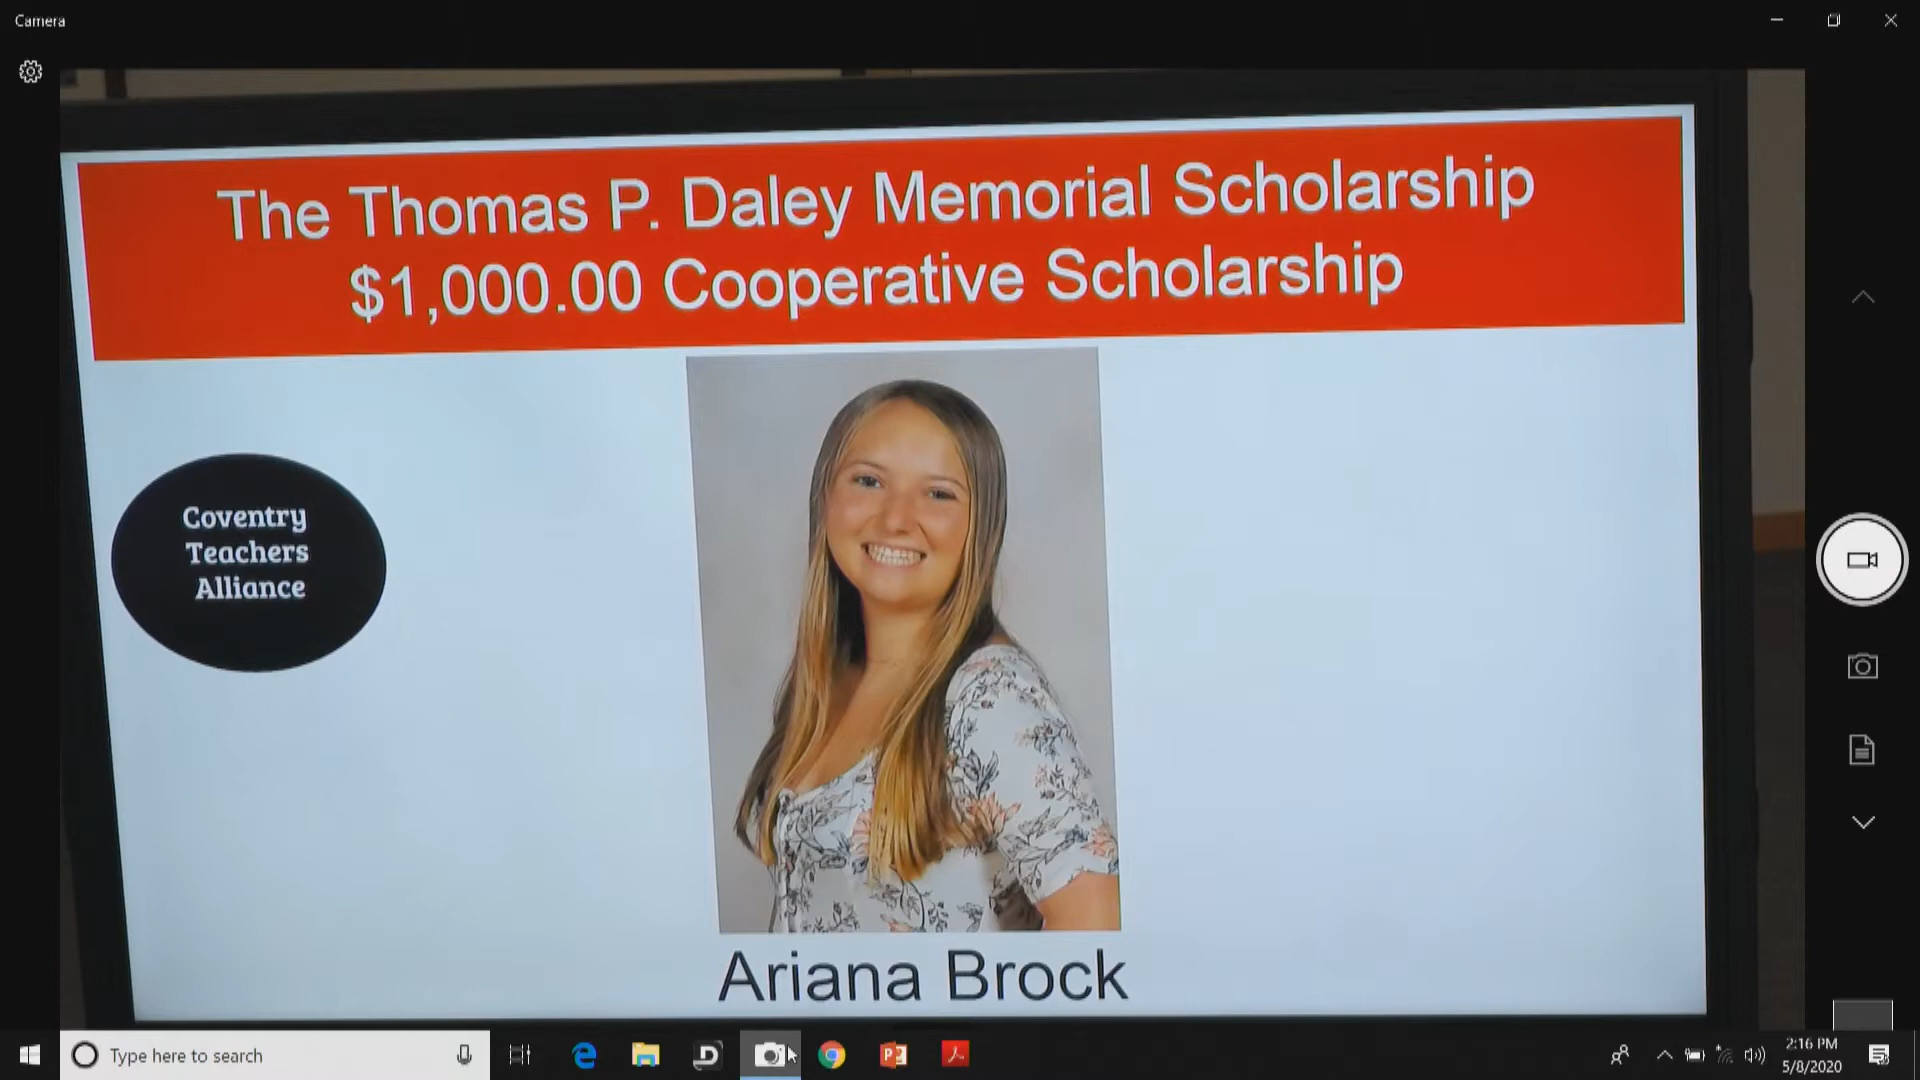 Camera
The Thomas P. Daley Memorial Scholarship
$1,000.00 Cooperative Scholarship
Coventry
Teachers
Alliance
Ariana Brock
Type here to search
2:16 PM
5/8/2020